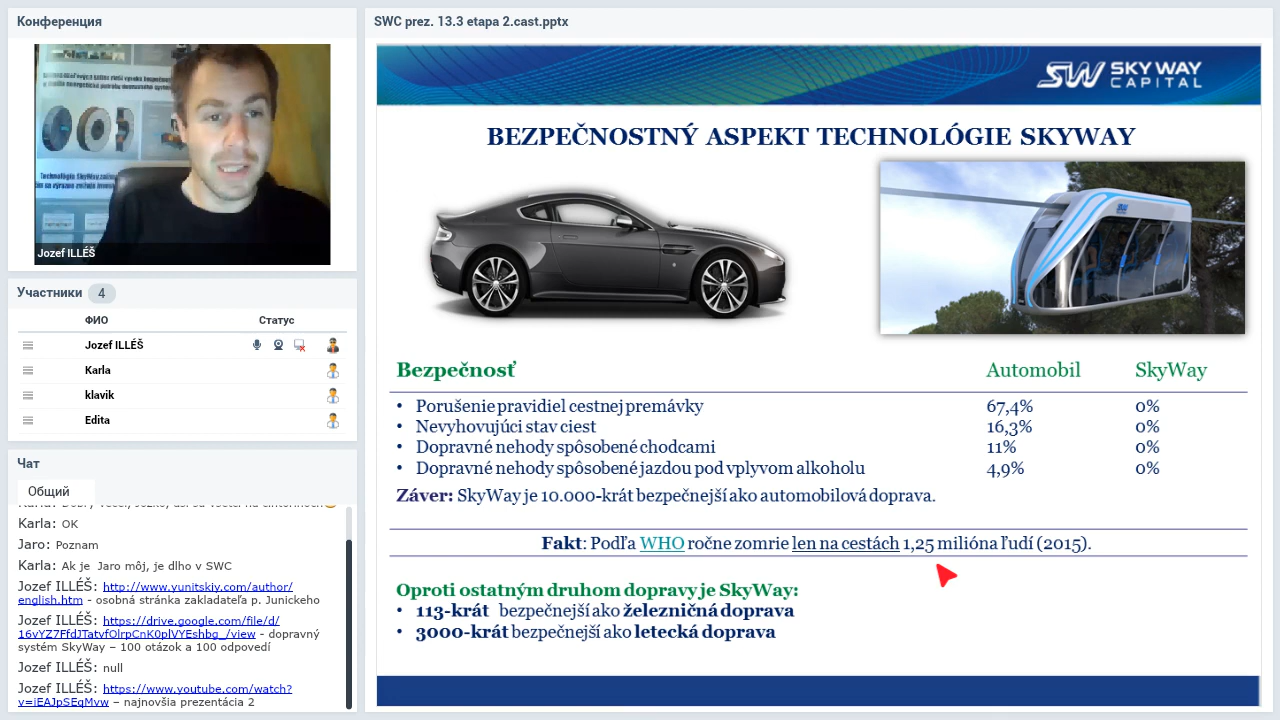 Конференция
Jozef ILLÉŠ
Участники 4
ФИО Статус
Jozef ILLÉŠ
Karla
klavik
Edita
Чат
Общий
Karla: OK
Jaro: Poznam
Karla: Ak je Jaro môj, je dlho v SWC
Jozef ILLÉŠ: http://www.yunitskiy.com/author/
english.htm - osobná stránka zakladateľa p. Junickeho
Jozef ILLÉŠ: https://drive.google.com/file/d/
16vYZ7FfdJTatvfOlrpCnK0plVYEshbg_/view - dopravný
systém SkyWay – 100 otázok a 100 odpovedí
Jozef ILLÉŠ: null
Jozef ILLÉŠ: https://www.youtube.com/watch?
v=iEAJpSEqMvw – najnovšia prezentácia 2
SWC prez. 13.3 etapa 2.cast.pptx
SW SKY WAY
CAPITAL
BEZPEČNOSTNÝ ASPEKT TECHNOLÓGIE SKYWAY
Bezpečnosť Automobil SkyWay
• Porušenie pravidiel cestnej premávky 67,4% 0%
• Nevyhovujúci stav ciest 16,3% 0%
• Dopravné nehody spôsobené chodcami 11% 0%
• Dopravné nehody spôsobené jazdou pod vplyvom alkoholu 4,9% 0%
Záver: SkyWay je 10.000-krát bezpečnejší ako automobilová doprava.
Fakt: Podľa WHO ročne zomrie len na cestách 1,25 milióna ľudí (2015).
Oproti ostatným druhom dopravy je SkyWay:
• 113-krát bezpečnejší ako železničná doprava
• 3000-krát bezpečnejší ako letecká doprava